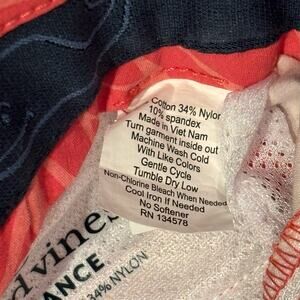 Cotton 34% Nylon
10% spandex
Made in Viet Nam
Turn garment inside out
Machine Wash Cold
With Like Colors
Gentle Cycle
Tumble Dry Low
Non-Chlorine Bleach When Needed
Cool Iron If Needed
No Softener
RN 134578
d vines
ANCE
34% NYLON